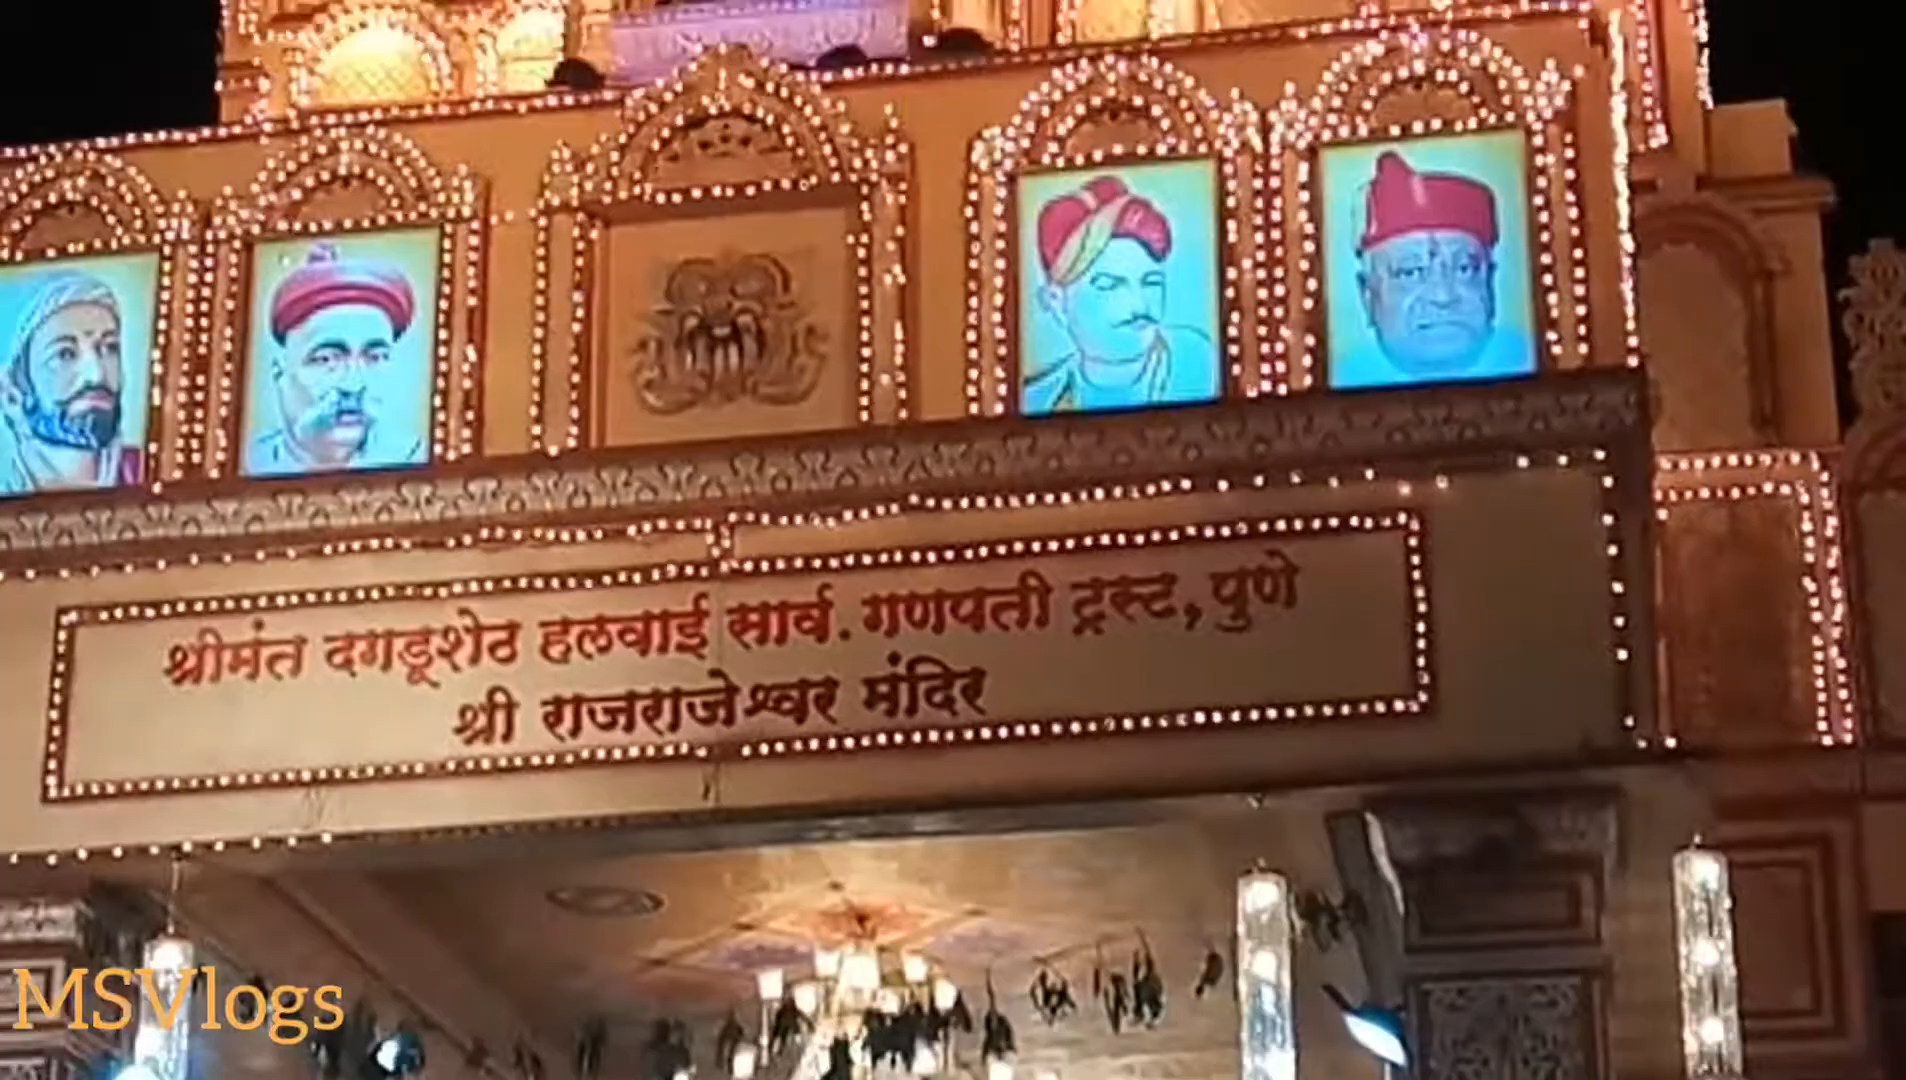 श्रीमंत दगडूशेठ हलवाई सार्व. गणपती ट्रस्ट, पुणे
श्री राजराजेश्वर मंदिर
MSVlogs